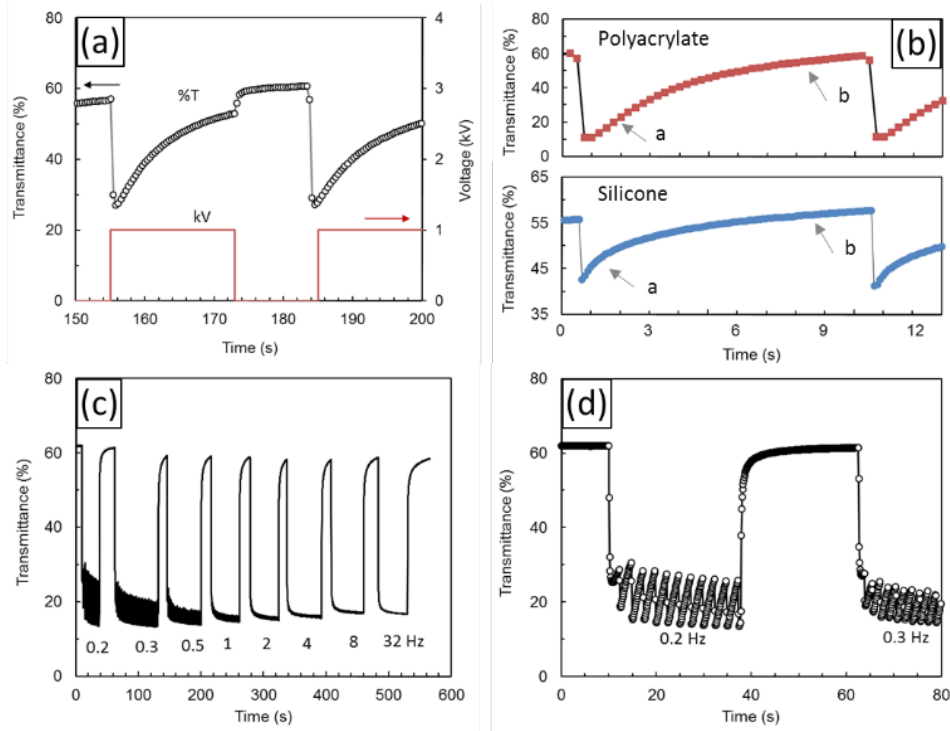 (a)
80
60
40
20
0
Transmittance (%)
%T
kV
4
3
2
1
0
Voltage (kV)
150 160 170 180 190 200
Time (s)
(b)
Polyacrylate
80
60
40
20
0
Transmittance (%)
a
b
Silicone
65
55
45
35
Transmittance (%)
a
b
0 3 6 9 12
Time (s)
(c)
80
60
40
20
0
Transmittance (%)
0.2 0.3 0.5 1 2 4 8 32 Hz
0 100 200 300 400 500 600
Time (s)
(d)
80
60
40
20
0
Transmittance (%)
0.2 Hz
0.3 Hz
0 20 40 60 80
Time (s)